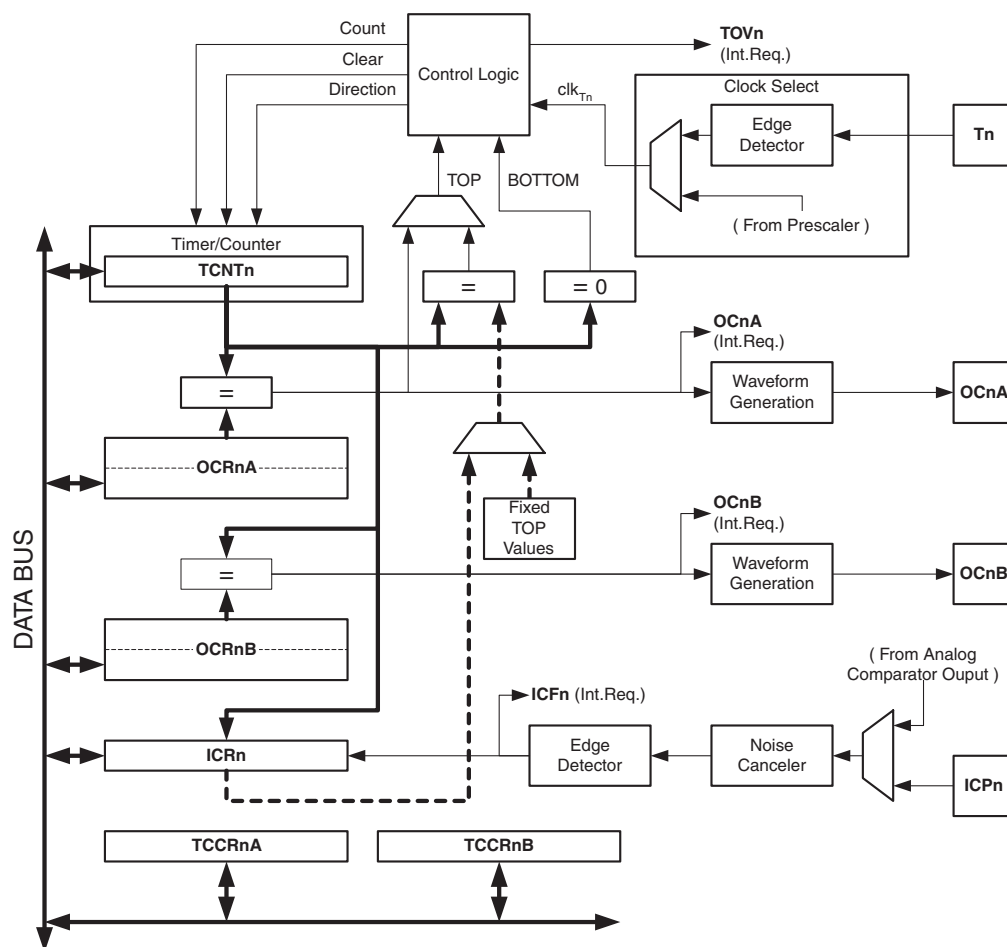 Count
Clear
Direction
Control Logic
TOVn
(Int.Req.)
clkTn
Clock Select
Edge
Detector
Tn
( From Prescaler )
TOP
BOTTOM
Timer/Counter
TCNTn
=
= 0
OCnA
(Int.Req.)
=
Waveform
Generation
OCnA
OCRnA
Fixed
TOP
Values
OCnB
(Int.Req.)
=
Waveform
Generation
OCnB
DATA BUS
OCRnB
( From Analog
Comparator Ouput )
ICFn (Int.Req.)
ICRn
Edge
Detector
Noise
Canceler
ICPn
TCCRnA
TCCRnB